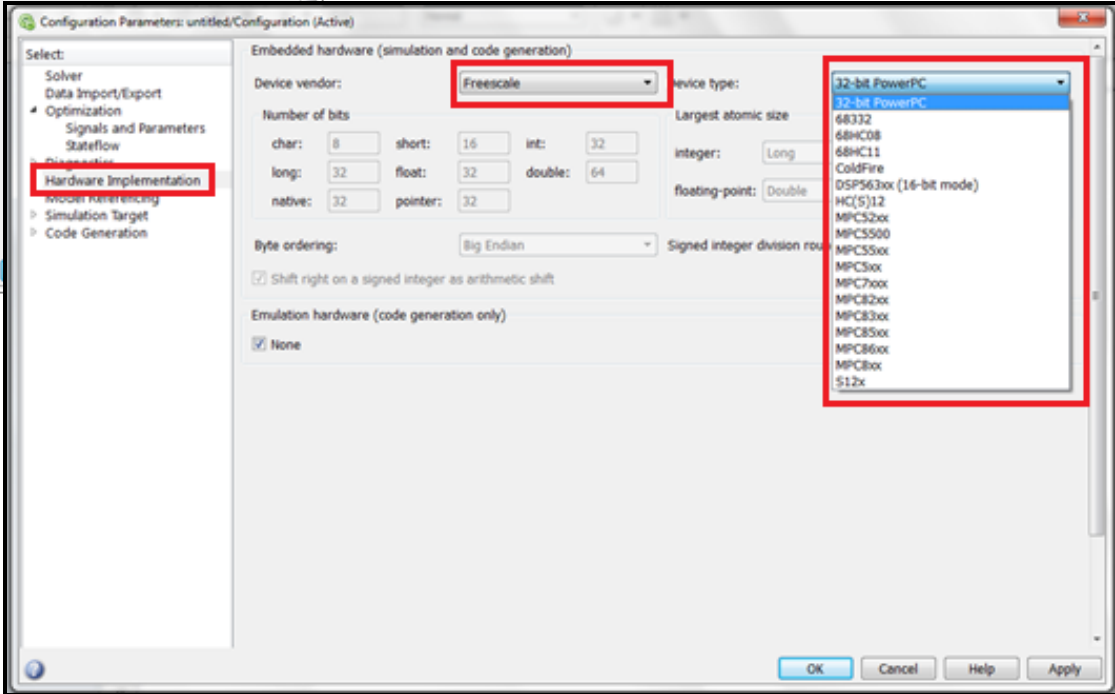 Configuration Parameters: untitled/Configuration (Active)
Select:
Solver
Data Import/Export
Optimization
Signals and Parameters
Stateflow
Diagnostics
Hardware Implementation
Model Referencing
Simulation Target
Code Generation
Embedded hardware (simulation and code generation)
Device vendor: Freescale Device type: 32-bit PowerPC
32-bit PowerPC
68332
68HC08
68HC11
ColdFire
DSP563xx (16-bit mode)
HC(S)12
MPC52xx
MPC5500
MPC55xx
MPC5xx
MPC7xxx
MPC82xx
MPC83xx
MPC85xx
MPC86xx
MPC8xx
S12x
Number of bits
char: 8 short: 16 int: 32
long: 32 float: 32 double: 64
native: 32 pointer: 32
Largest atomic size
integer: Long
floating-point: Double
Byte ordering: Big Endian Signed integer division rou
Shift right on a signed integer as arithmetic shift
Emulation hardware (code generation only)
None
OK Cancel Help Apply